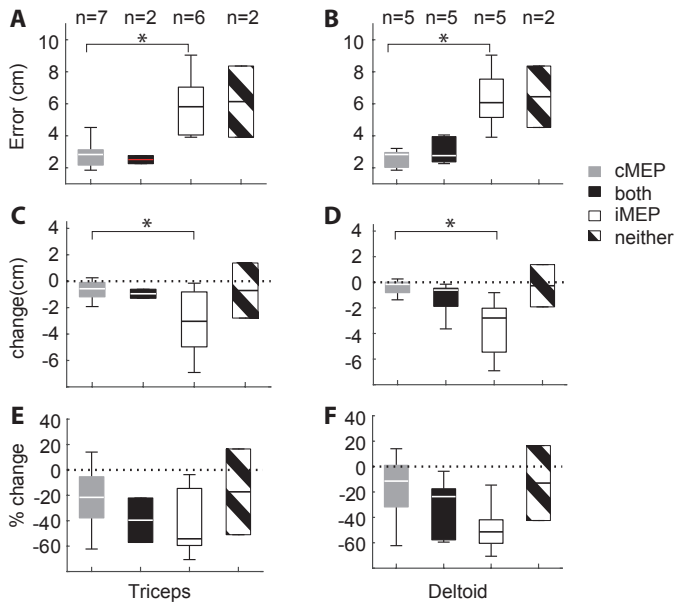 A n=7 n=2 n=6 n=2
B n=5 n=5 n=5 n=2
Error (cm)
10
8
6
4
2
*
10
8
6
4
2
*
cMEP
both
iMEP
neither
C
D
change(cm)
4
2
0
-2
-4
-6
*
4
2
0
-2
-4
-6
*
E
F
% change
40
20
0
-20
-40
-60
40
20
0
-20
-40
-60
Triceps
Deltoid